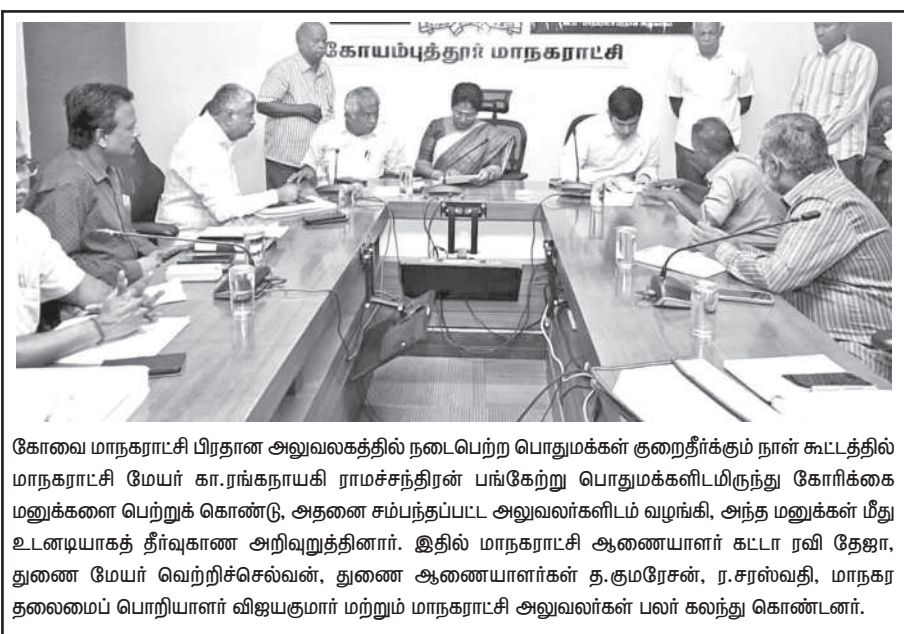 கோயம்புத்தூர் மாநகராட்சி
கோவை மாநகராட்சி பிரதான அலுவலகத்தில் நடைபெற்ற பொதுமக்கள் குறைதீர்க்கும் நாள் கூட்டத்தில்
மாநகராட்சி மேயர் கா.ரங்கநாயகி ராமச்சந்திரன் பங்கேற்று பொதுமக்களிடமிருந்து கோரிக்கை
மனுக்களை பெற்றுக் கொண்டு, அதனை சம்பந்தப்பட்ட அலுவலர்களிடம் வழங்கி, அந்த மனுக்கள் மீது
உடனடியாகத் தீர்வுகாண அறிவுறுத்தினார். இதில் மாநகராட்சி ஆணையாளர் கட்டா ரவி தேஜா,
துணை மேயர் வெற்றிச்செல்வன், துணை ஆணையாளர்கள் த.குமரேசன், ர.சரஸ்வதி, மாநகர
தலைமைப் பொறியாளர் விஜயகுமார் மற்றும் மாநகராட்சி அலுவலர்கள் பலர் கலந்து கொண்டனர்.